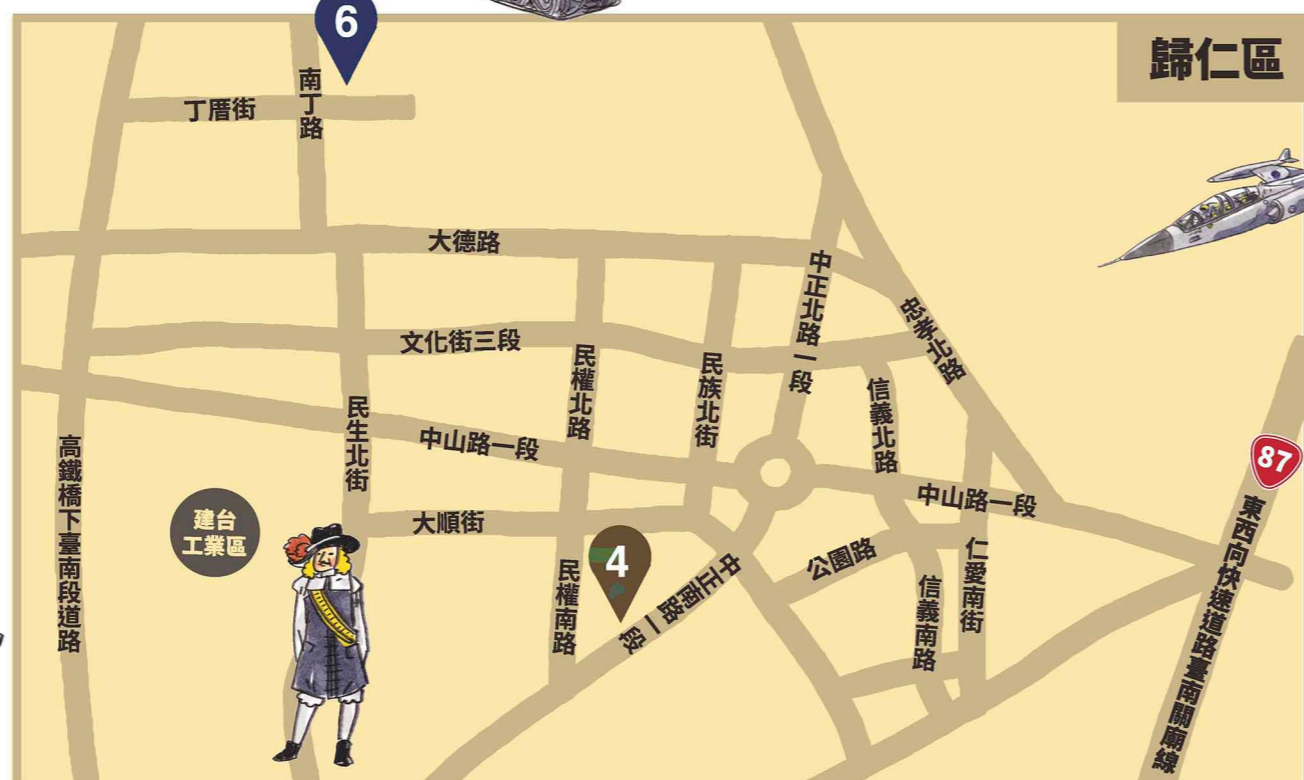 6
歸仁區
南丁路
丁厝街
大德路
中正北路一段
忠孝北路
文化街三段
民權北路
民族北街
信義北路
民生北街
中山路一段
高鐵橋下臺南段道路
87
中山路一段
建台
工業區
大順街
東西向快速道路臺南關廟線
4
中正南路一段
公園路
仁愛南街
民權南路
信義南路